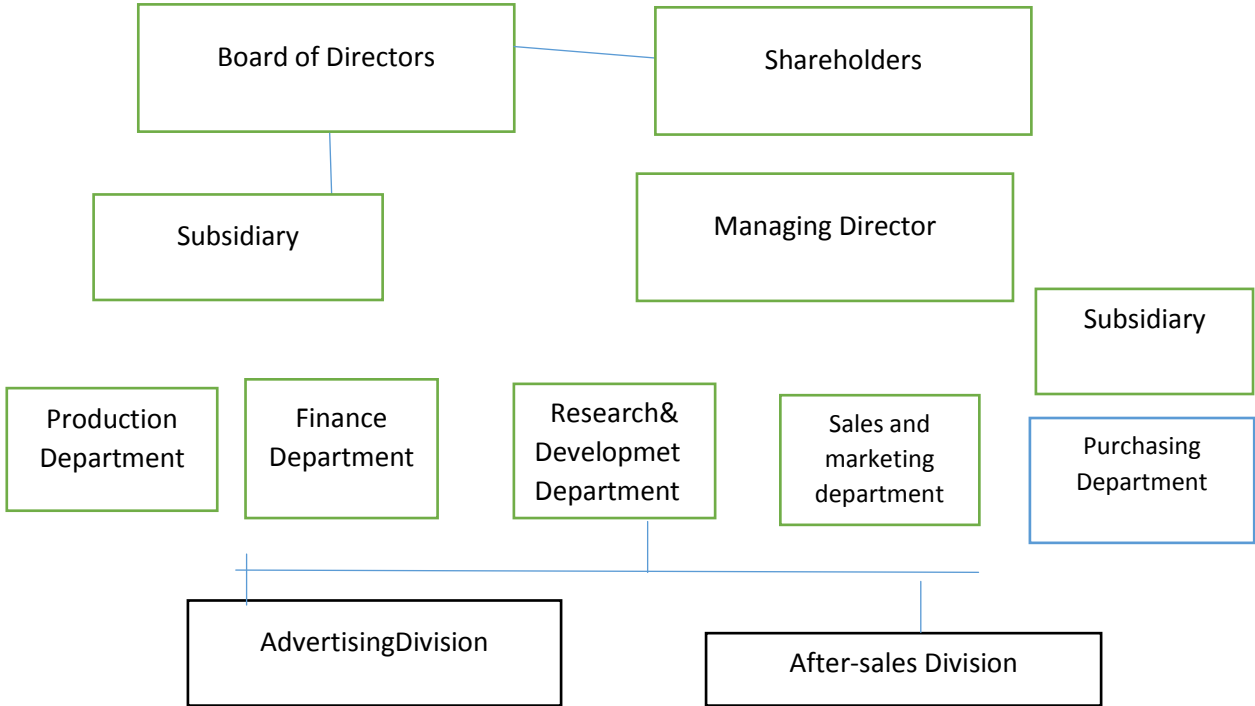 Board of Directors
Shareholders
Subsidiary
Managing Director
Subsidiary
Production
Department
Finance
Department
Research&
Developmet
Department
Sales and
marketing
department
Purchasing
Department
AdvertisingDivision
After-sales Division